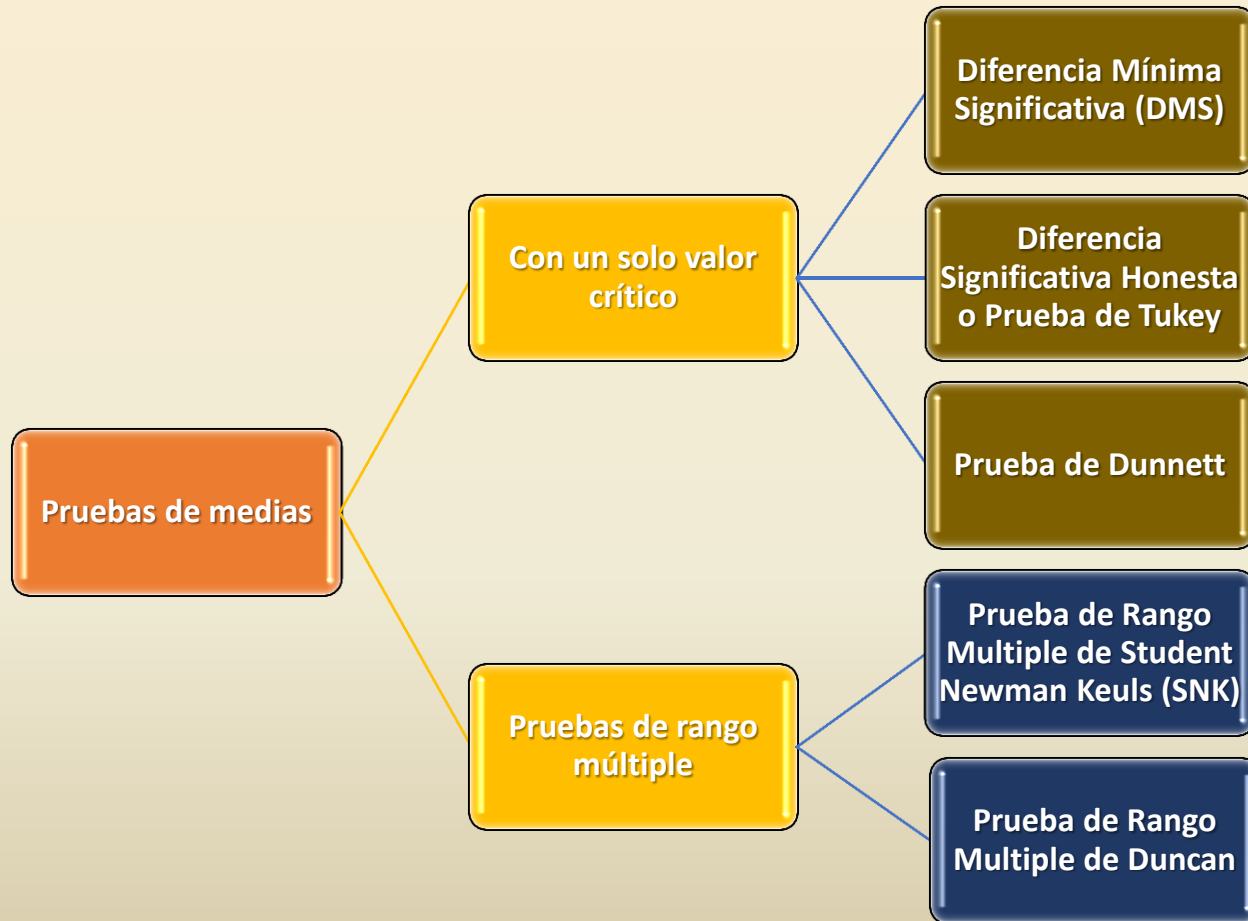 Diferencia Mínima
Significativa (DMS)
Con un solo valor
crítico
Diferencia
Significativa Honesta
o Prueba de Tukey
Prueba de Dunnett
Pruebas de medias
Pruebas de rango
múltiple
Prueba de Rango
Multiple de Student
Newman Keuls (SNK)
Prueba de Rango
Multiple de Duncan